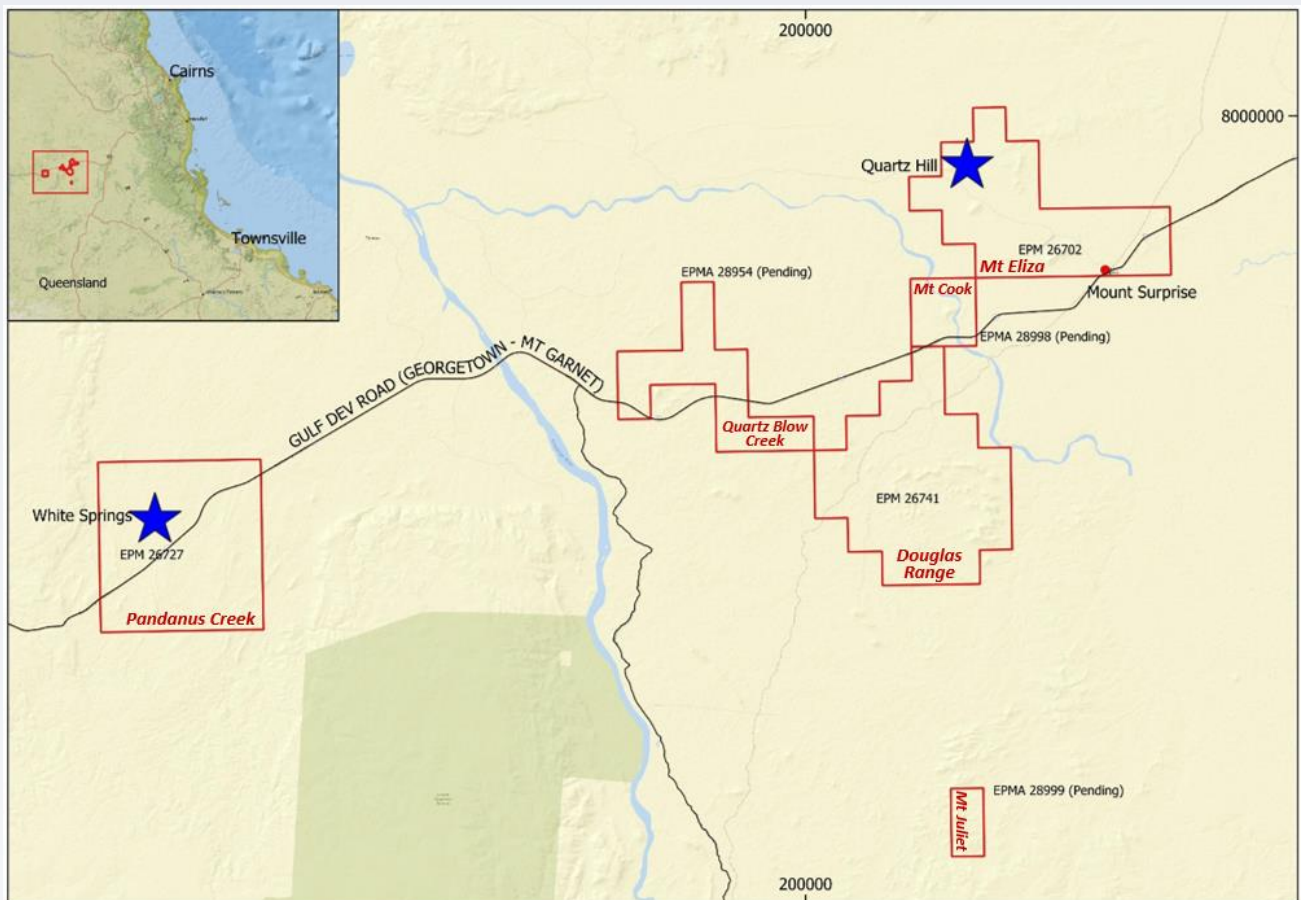 200000
Cairns
Townsville
Queensland
8000000
Quartz Hill
EPM 26702
Mt Eliza
EPMA 28954 (Pending)
Mt Cook
Mount Surprise
EPMA 28998 (Pending)
GULF DEV ROAD (GEORGETOWN - MT GARNET)
Quartz Blow
Creek
EPM 26741
White Springs
EPM 26727
Douglas
Range
Pandanus Creek
EPMA 28999 (Pending)
Mt Juliet
200000